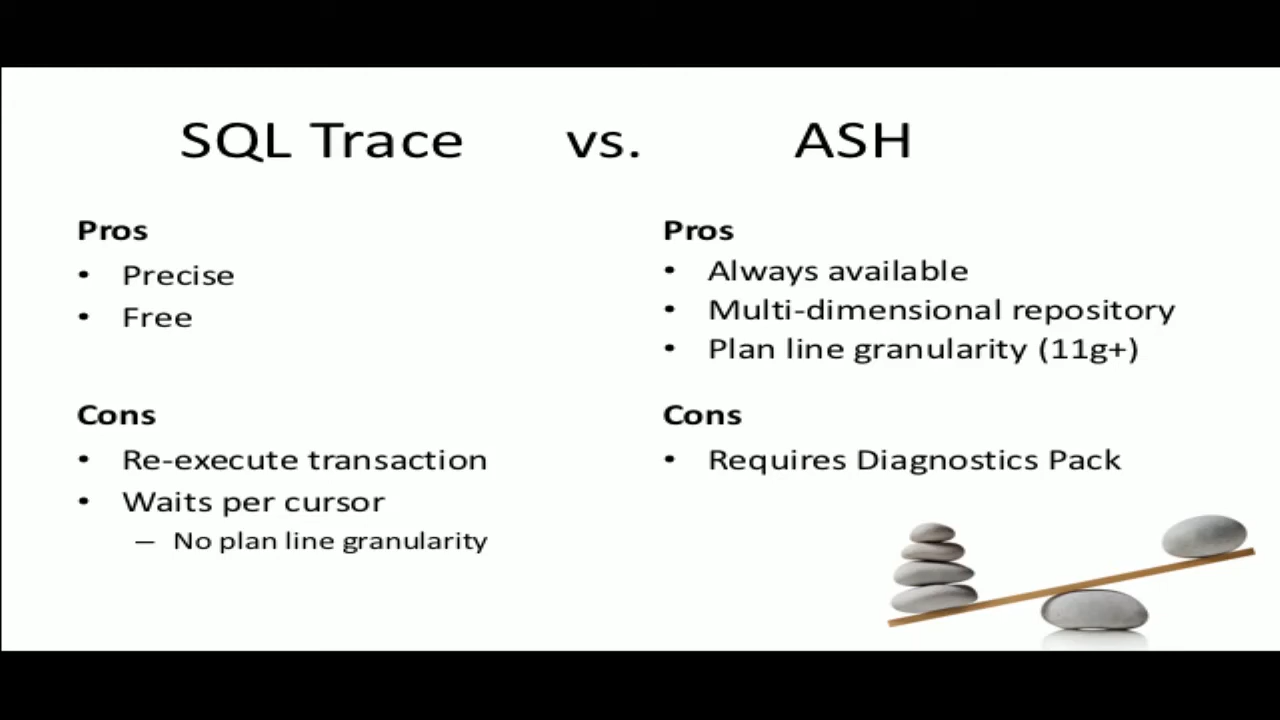 SQL Trace vs. ASH
Pros
• Precise
• Free
Cons
• Re-execute transaction
• Waits per cursor
– No plan line granularity
Pros
• Always available
• Multi-dimensional repository
• Plan line granularity (11g+)
Cons
• Requires Diagnostics Pack